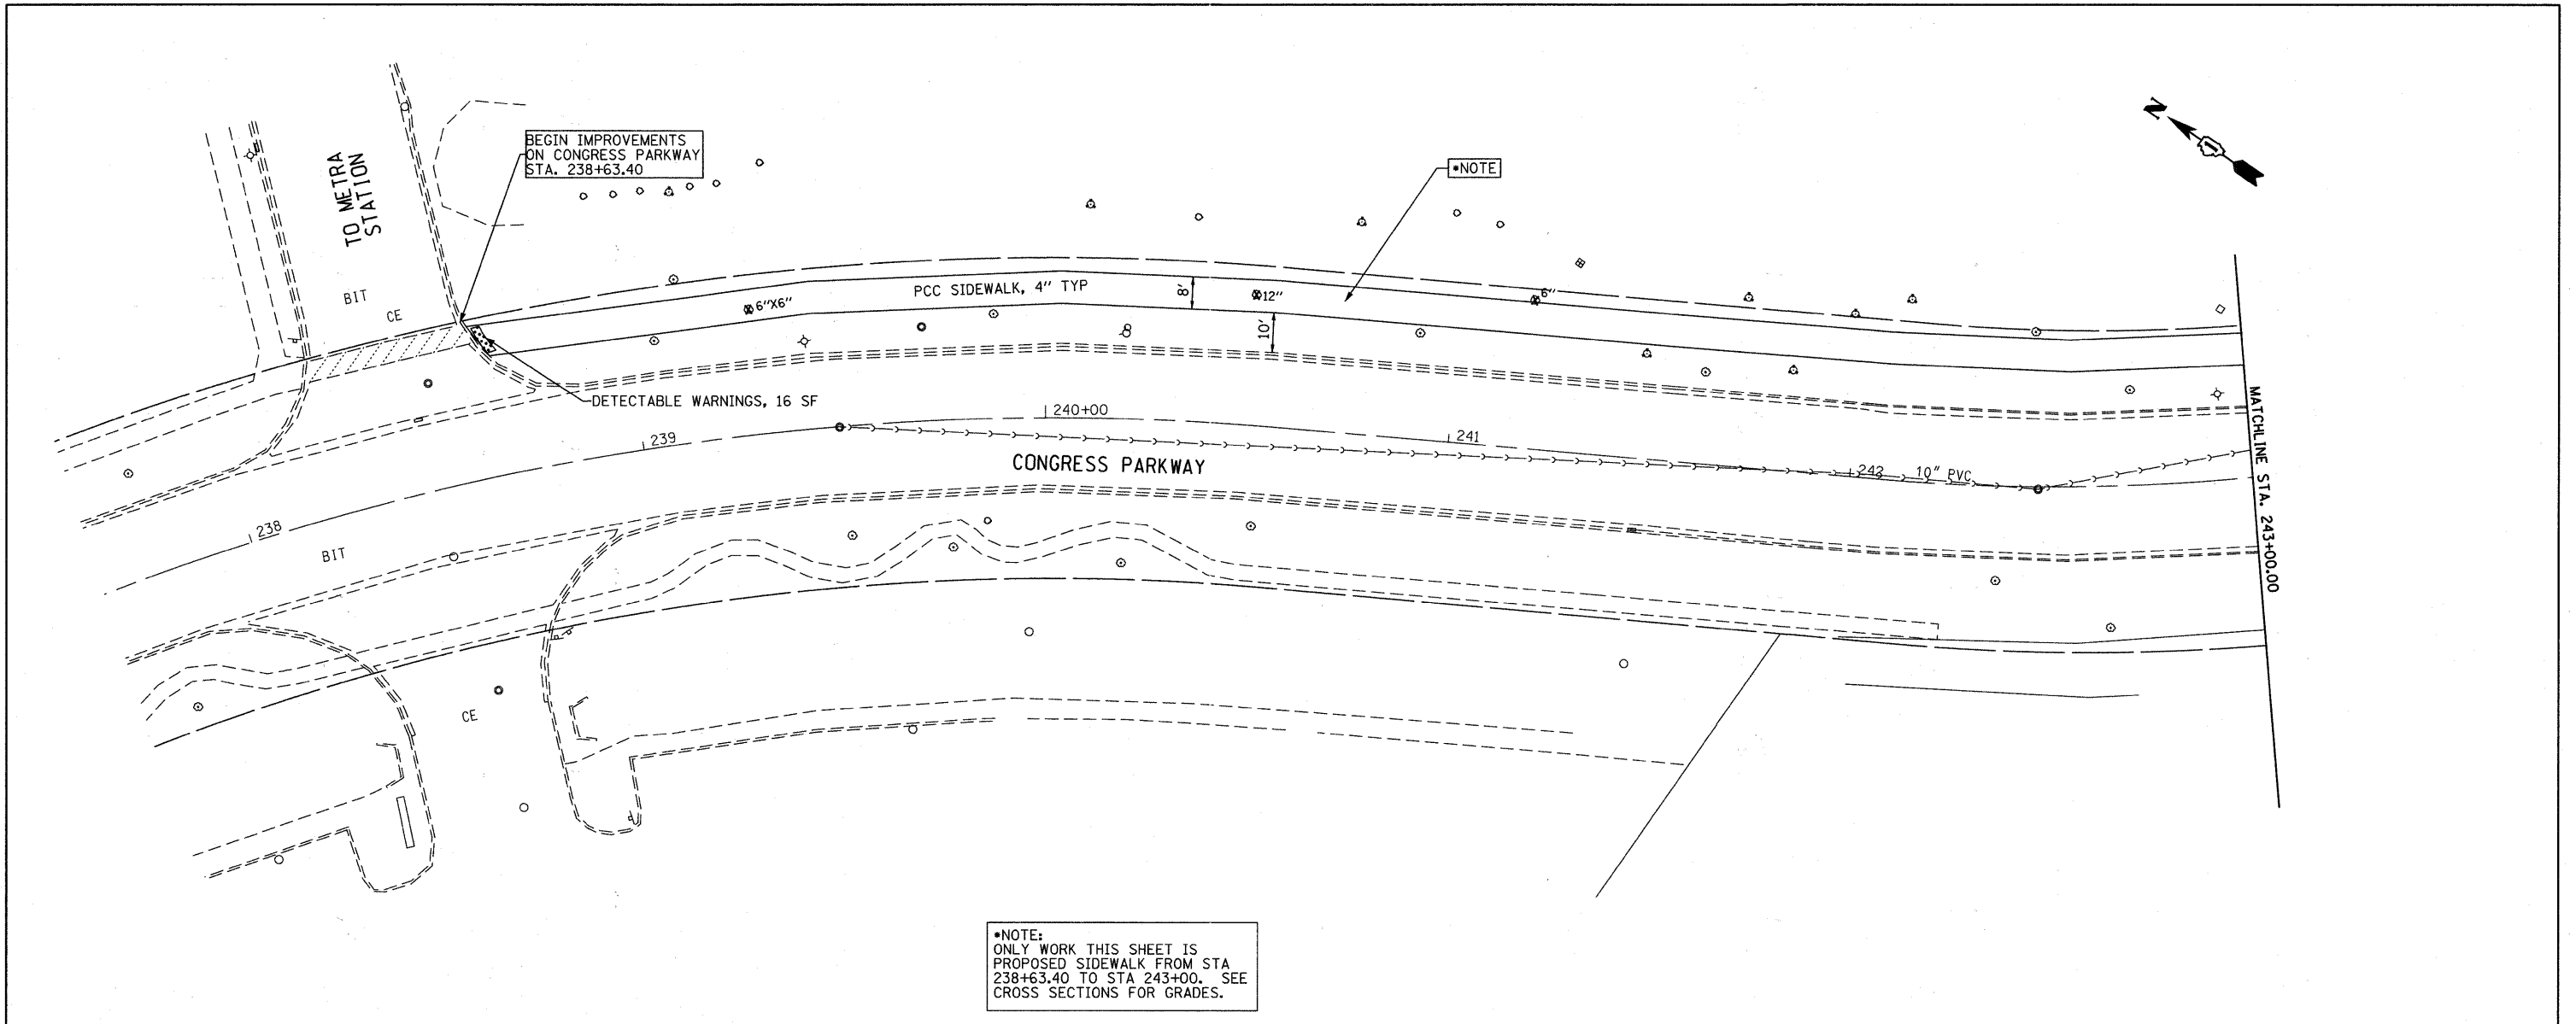 BEGIN IMPROVEMENTS
ON CONGRESS PARKWAY
STA. 238+63.40
N
*NOTE
TO METRA
STATION
BIT
CE
6"X6"
PCC SIDEWALK, 4" TYP
8'
12"
6"
10'
DETECTABLE WARNINGS, 16 SF
238
239
240+00
241
242
10" PVC
CONGRESS PARKWAY
MATCHLINE STA. 243+00.00
BIT
CE
*NOTE:
ONLY WORK THIS SHEET IS
PROPOSED SIDEWALK FROM STA
238+63.40 TO STA 243+00. SEE
CROSS SECTIONS FOR GRADES.